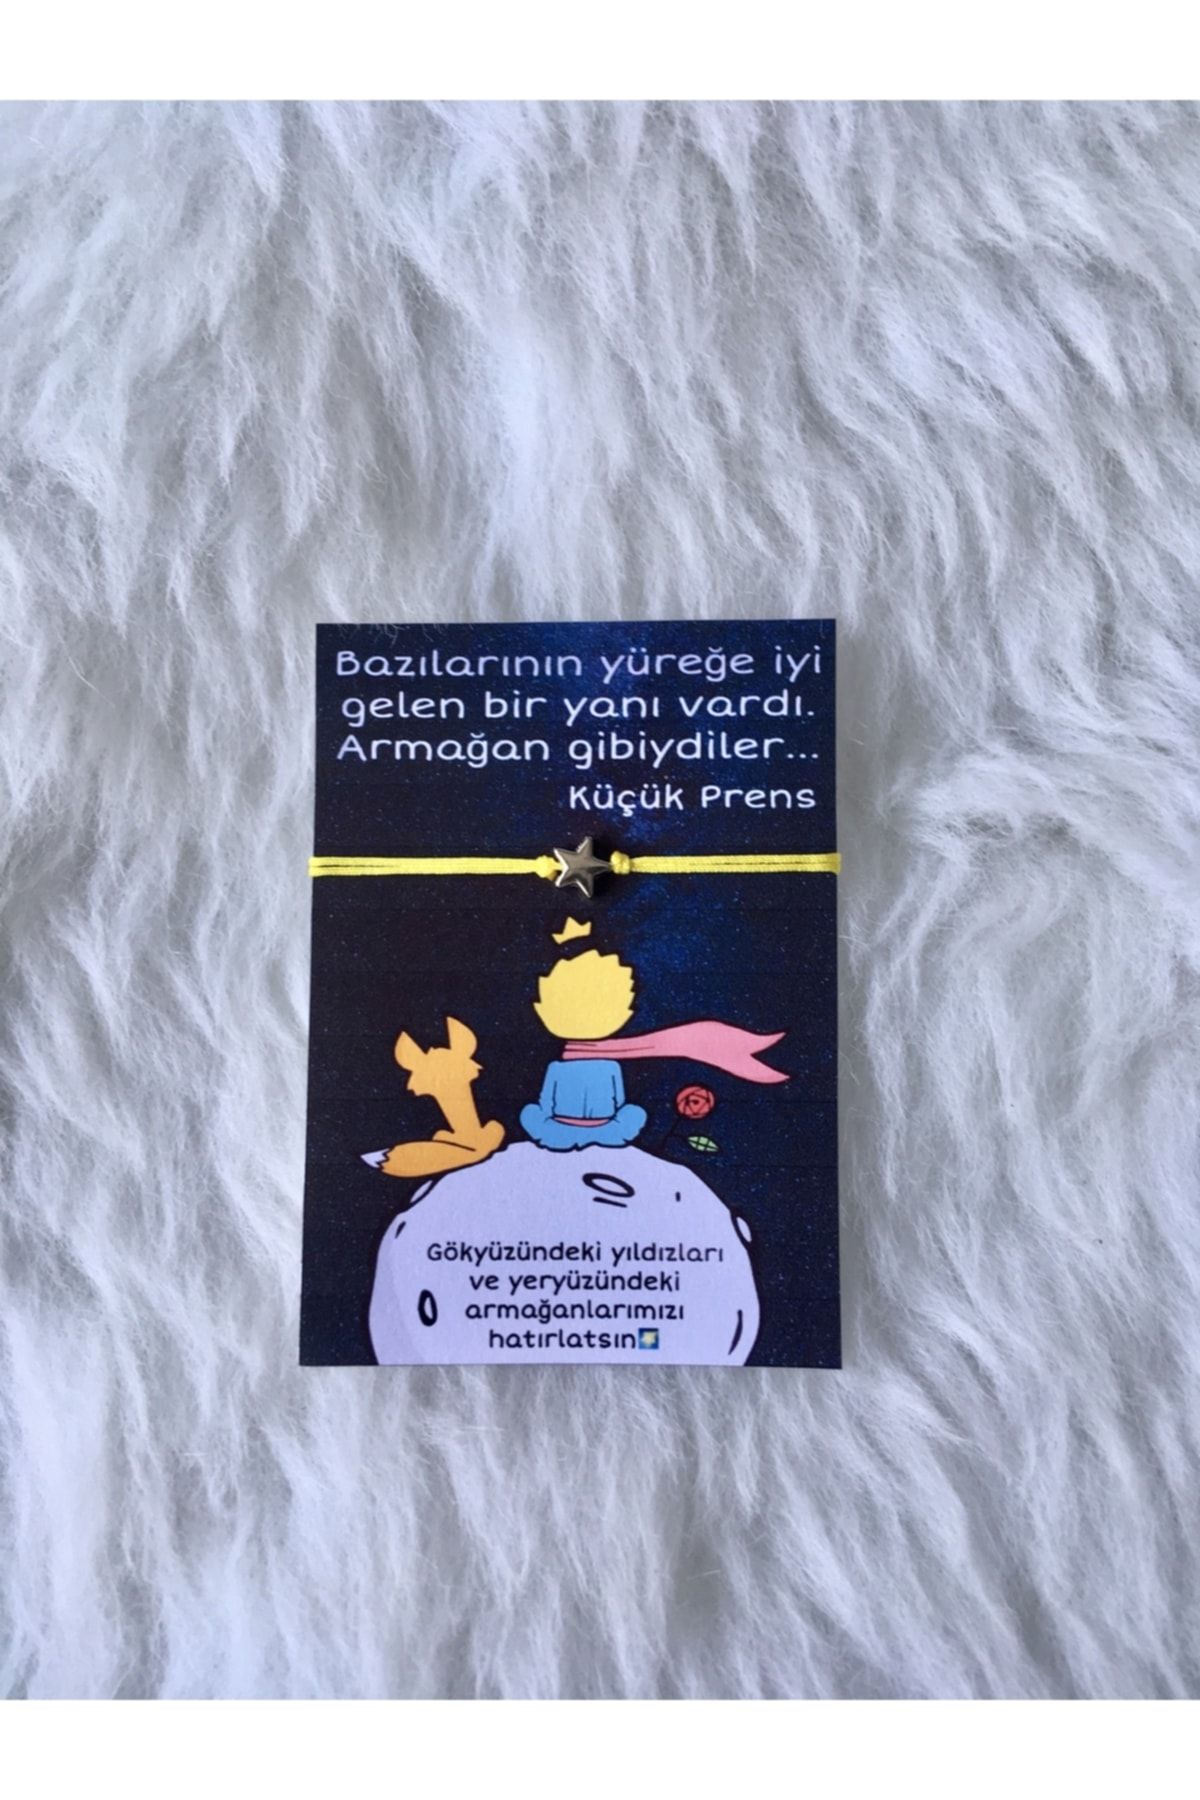 Bazılarının yüreğe iyi
gelen bir yanı vardı.
Armağan gibiydiler...
Küçük Prens
Gökyüzündeki yıldızları
ve yeryüzündeki
armağanlarımızı
hatırlatsın